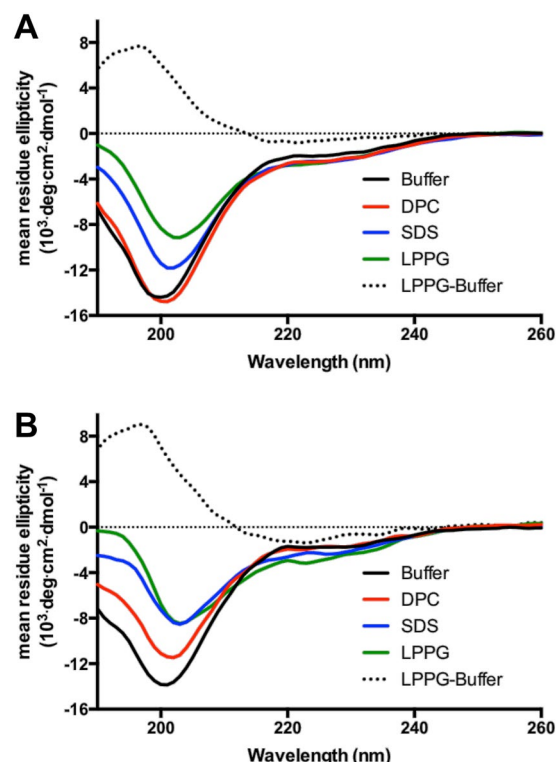 A
8
4
0
-4
-8
-12
-16
mean residue ellipticity
(10³·deg·cm²·dmol⁻¹)
Buffer
DPC
SDS
LPPG
LPPG-Buffer
200
220
240
260
Wavelength (nm)
B
8
4
0
-4
-8
-12
-16
mean residue ellipticity
(10³·deg·cm²·dmol⁻¹)
Buffer
DPC
SDS
LPPG
LPPG-Buffer
200
220
240
260
Wavelength (nm)